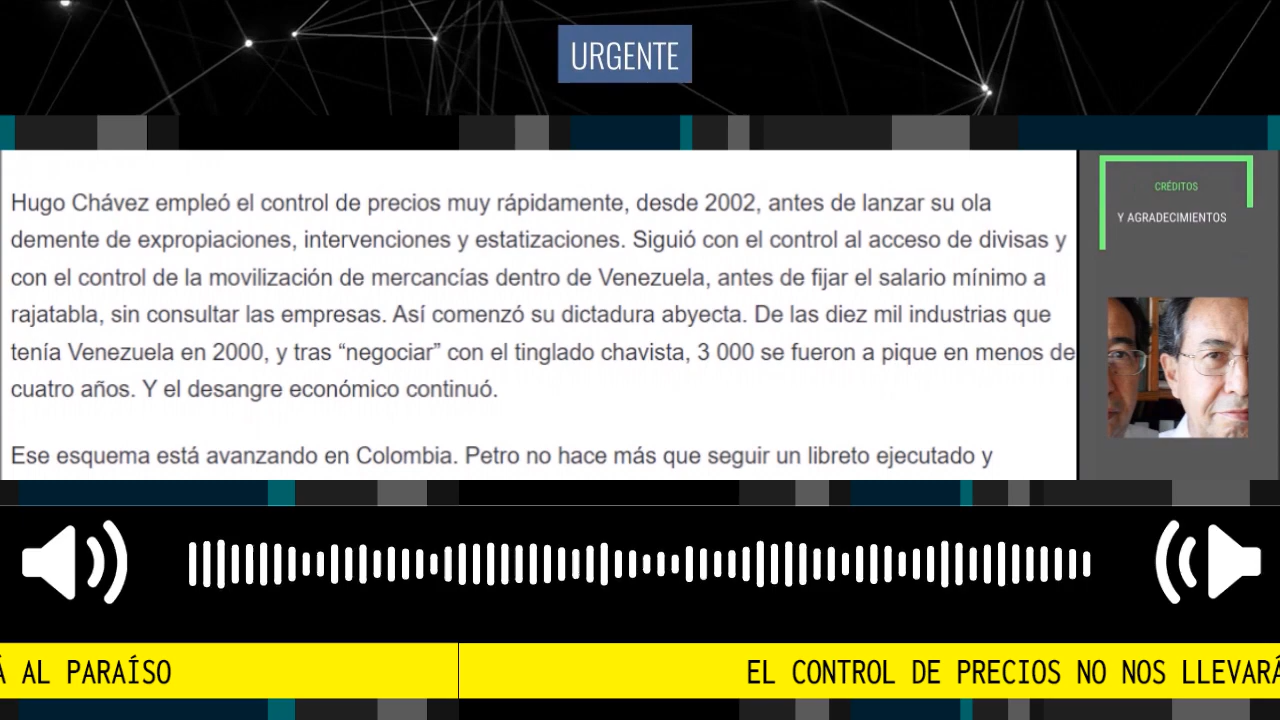 URGENTE
Hugo Chávez empleó el control de precios muy rápidamente, desde 2002, antes de lanzar su ola
demente de expropiaciones, intervenciones y estatizaciones. Siguió con el control al acceso de divisas y
con el control de la movilización de mercancías dentro de Venezuela, antes de fijar el salario mínimo a
rajatabla, sin consultar las empresas. Así comenzó su dictadura abyecta. De las diez mil industrias que
tenía Venezuela en 2000, y tras “negociar” con el tinglado chavista, 3 000 se fueron a pique en menos de
cuatro años. Y el desangre económico continuó.
Ese esquema está avanzando en Colombia. Petro no hace más que seguir un libreto ejecutado y
CRÉDITOS
Y AGRADECIMIENTOS
Á AL PARAÍSO
EL CONTROL DE PRECIOS NO NOS LLEVARÁ